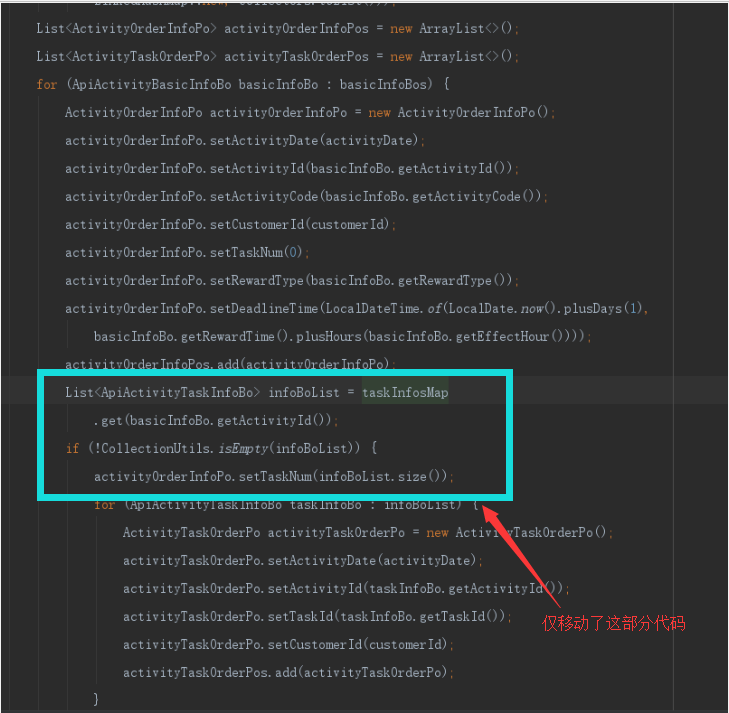 List<ActivityOrderInfoPo> activityOrderInfoPos = new ArrayList<>();
List<ActivityTaskOrderPo> activityTaskOrderPos = new ArrayList<>();
for (ApiActivityBasicInfoBo basicInfoBo : basicInfoBos) {
ActivityOrderInfoPo activityOrderInfoPo = new ActivityOrderInfoPo();
activityOrderInfoPo.setActivityDate(activityDate);
activityOrderInfoPo.setActivityId(basicInfoBo.getActivityId());
activityOrderInfoPo.setActivityCode(basicInfoBo.getActivityCode());
activityOrderInfoPo.setCustomerId(customerId);
activityOrderInfoPo.setTaskNum(0);
activityOrderInfoPo.setRewardType(basicInfoBo.getRewardType());
activityOrderInfoPo.setDeadlineTime(LocalDateTime.of(LocalDate.now().plusDays(1),
basicInfoBo.getRewardTime().plusHours(basicInfoBo.getEffectHour())));
activityOrderInfoPos.add(activityOrderInfoPo);
List<ApiActivityTaskInfoBo> infoBoList = taskInfosMap
.get(basicInfoBo.getActivityId());
if (!CollectionUtils.isEmpty(infoBoList)) {
activityOrderInfoPo.setTaskNum(infoBoList.size());
for (ApiActivityTaskInfoBo taskInfoBo : infoBoList) {
ActivityTaskOrderPo activityTaskOrderPo = new ActivityTaskOrderPo();
activityTaskOrderPo.setActivityDate(activityDate);
activityTaskOrderPo.setActivityId(taskInfoBo.getActivityId());
activityTaskOrderPo.setTaskId(taskInfoBo.getTaskId());
仅移动了这部分代码
activityTaskOrderPo.setCustomerId(customerId);
activityTaskOrderPos.add(activityTaskOrderPo);
}